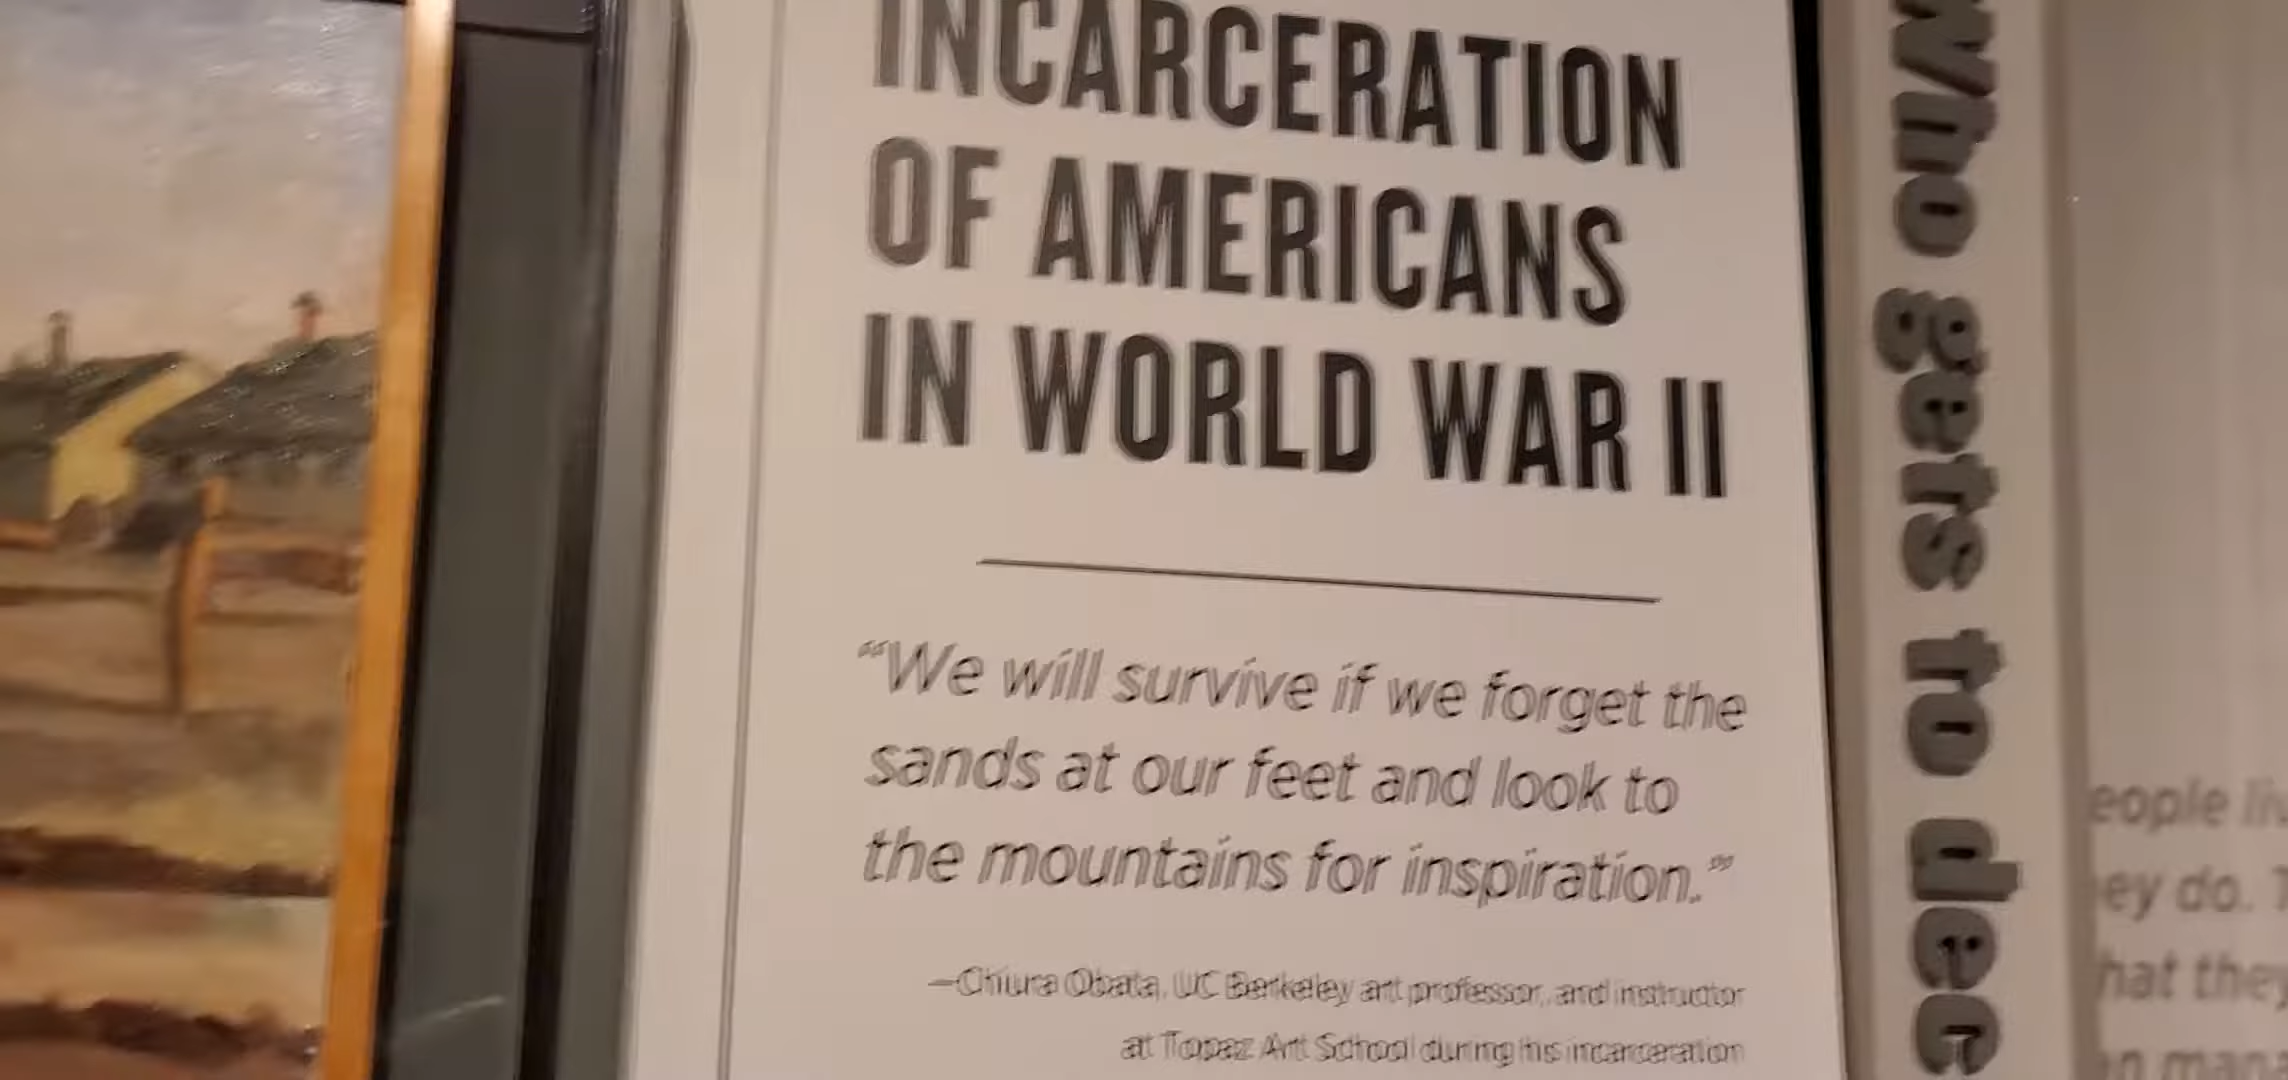 INCARCERATION
OF AMERICANS
IN WORLD WAR II
“We will survive if we forget the
sands at our feet and look to
the mountains for inspiration.”
—Chiura Obata, UC Berkeley art professor, and instructor
at Topaz Art School during his incarceration
Who gets to dec
eople liv
ey do. T
hat they
n mana